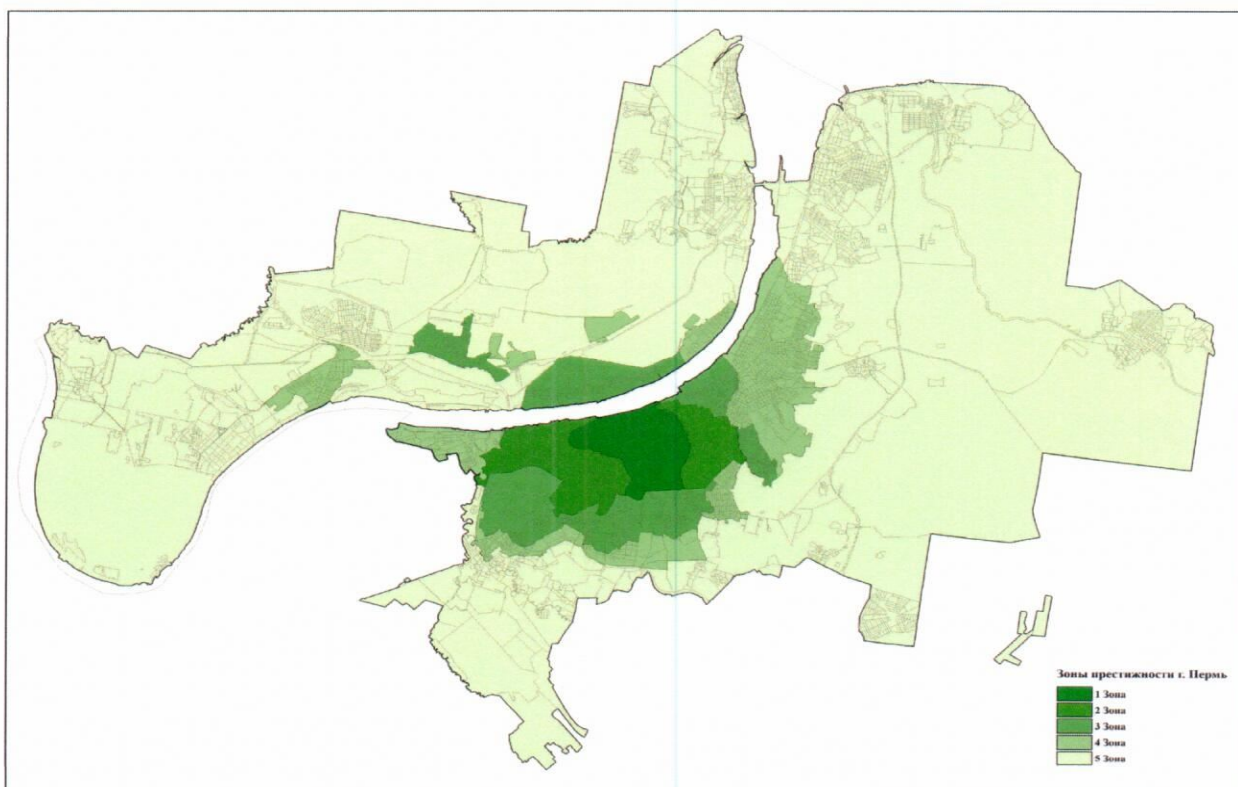 Зоны престижности г. Пермь
1 Зона
2 Зона
3 Зона
4 Зона
5 Зона